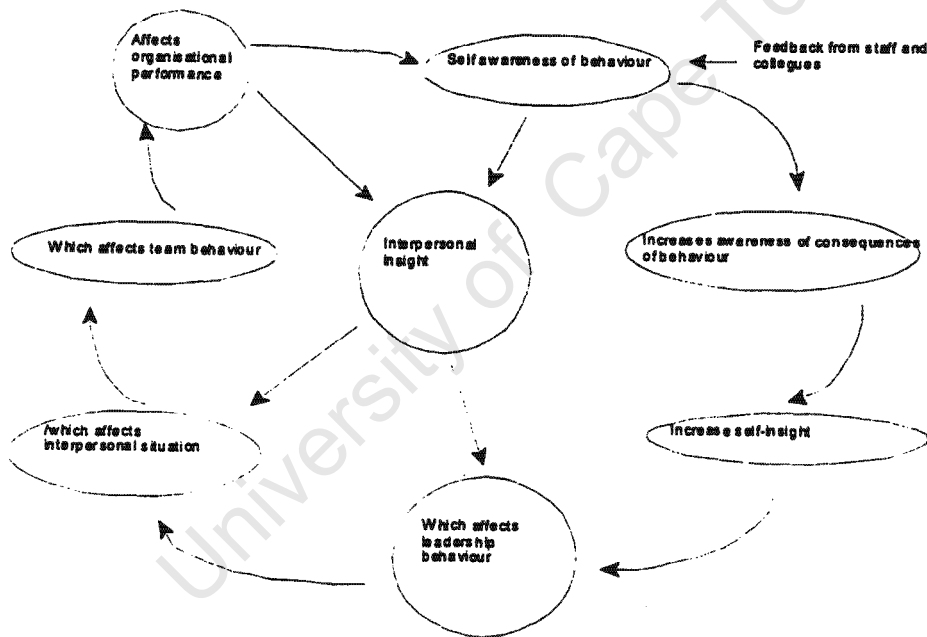 Affects
organisational
performance
Self awareness of behaviour
Feedback from staff and
collegues
Which affects team behaviour
Interpersonal
insight
Increases awareness of consequences
of behaviour
/which affects
interpersonal situation
Increase self-insight
Which affects
leadership
behaviour
University of Cape To